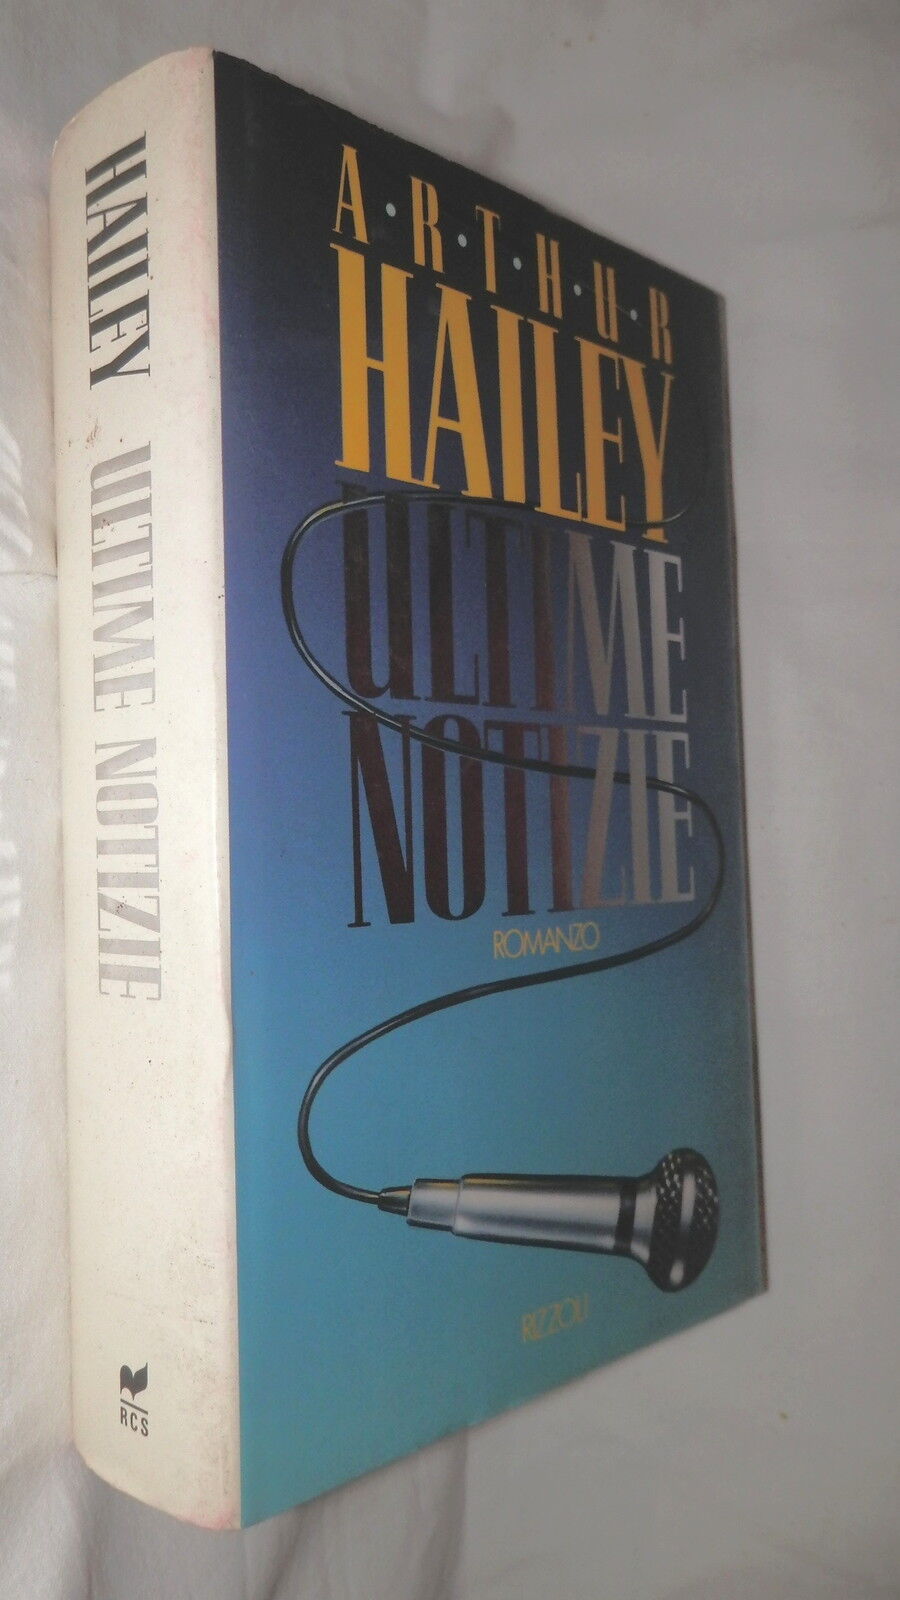 HAILEY ULTIME NOTIZIE
RCS
A·R·T·H·U·R
HAILEY
ULTIME
NOTIZIE
ROMANZO
RIZZOLI